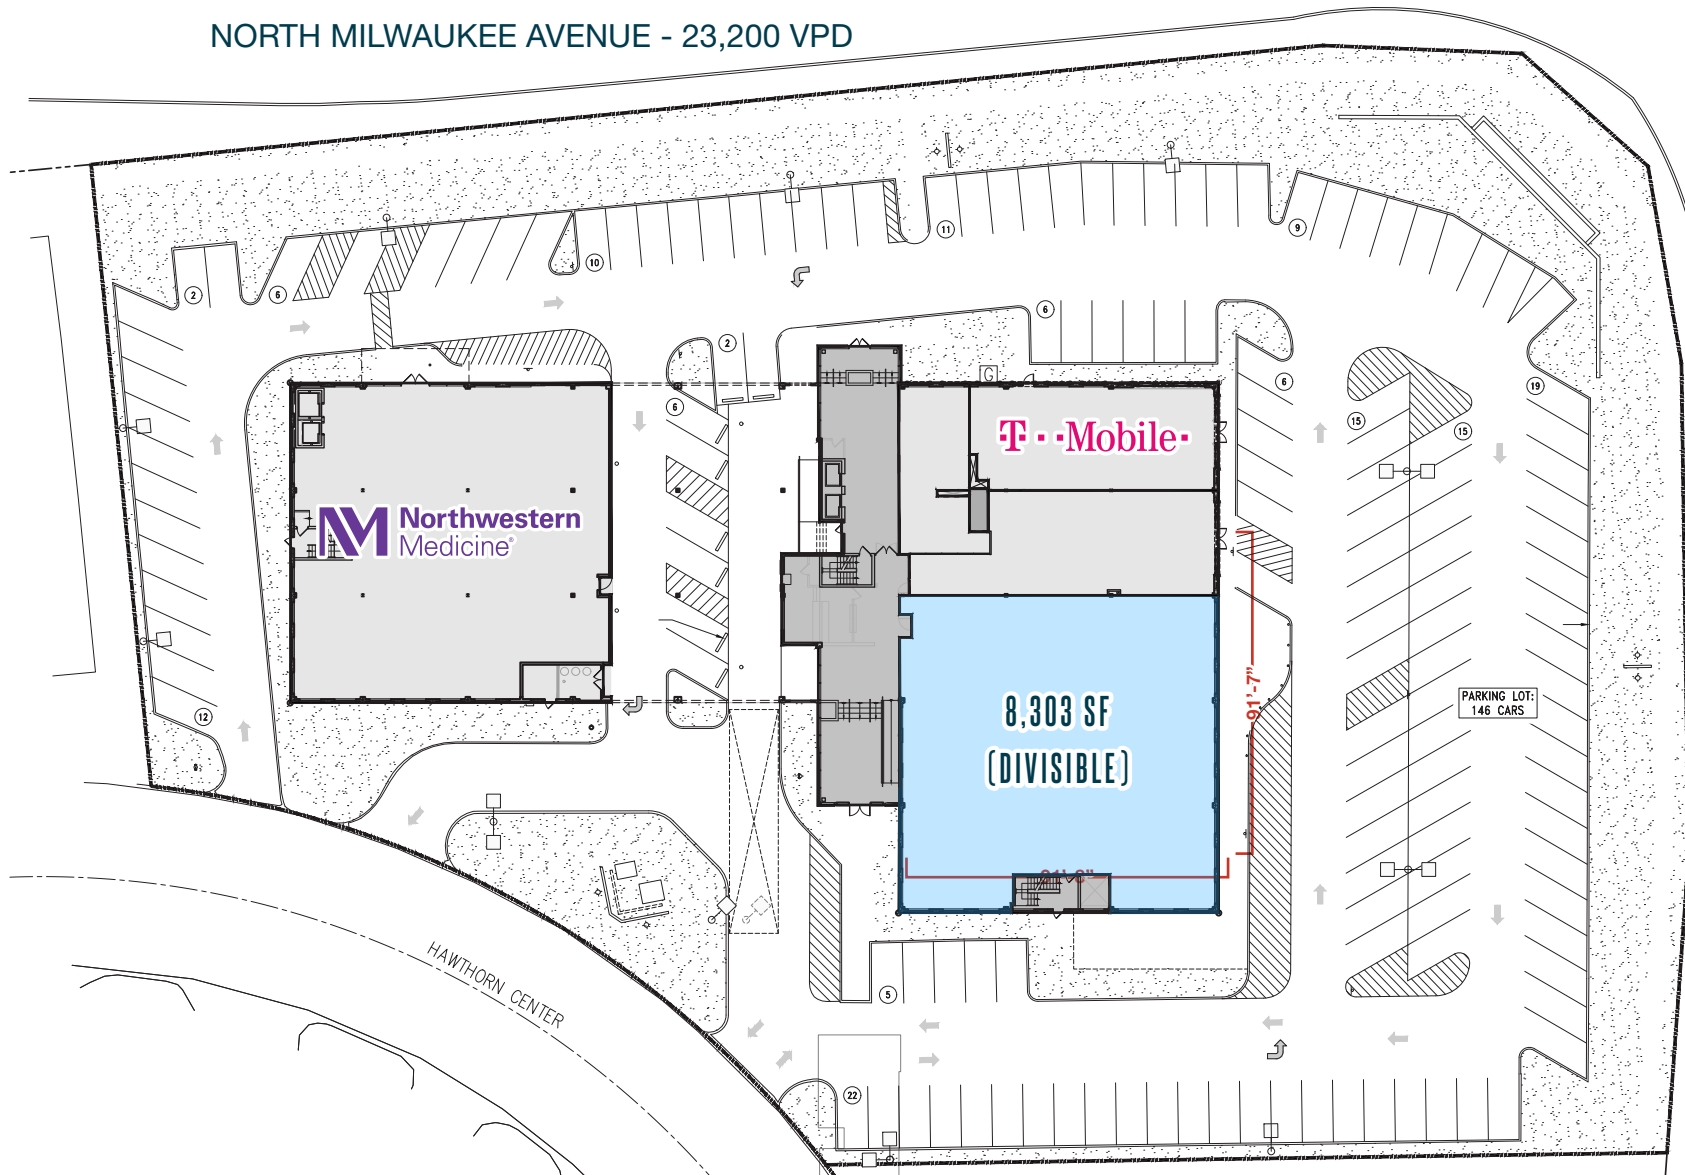 NORTH MILWAUKEE AVENUE - 23,200 VPD
11
9
10
2
6
6
2
6
6
19
15
15
G
T··Mobile·
Northwestern
Medicine
8,303 SF
(DIVISIBLE)
91'-7"
PARKING LOT:
146 CARS
12
HAWTHORN CENTER
5
22